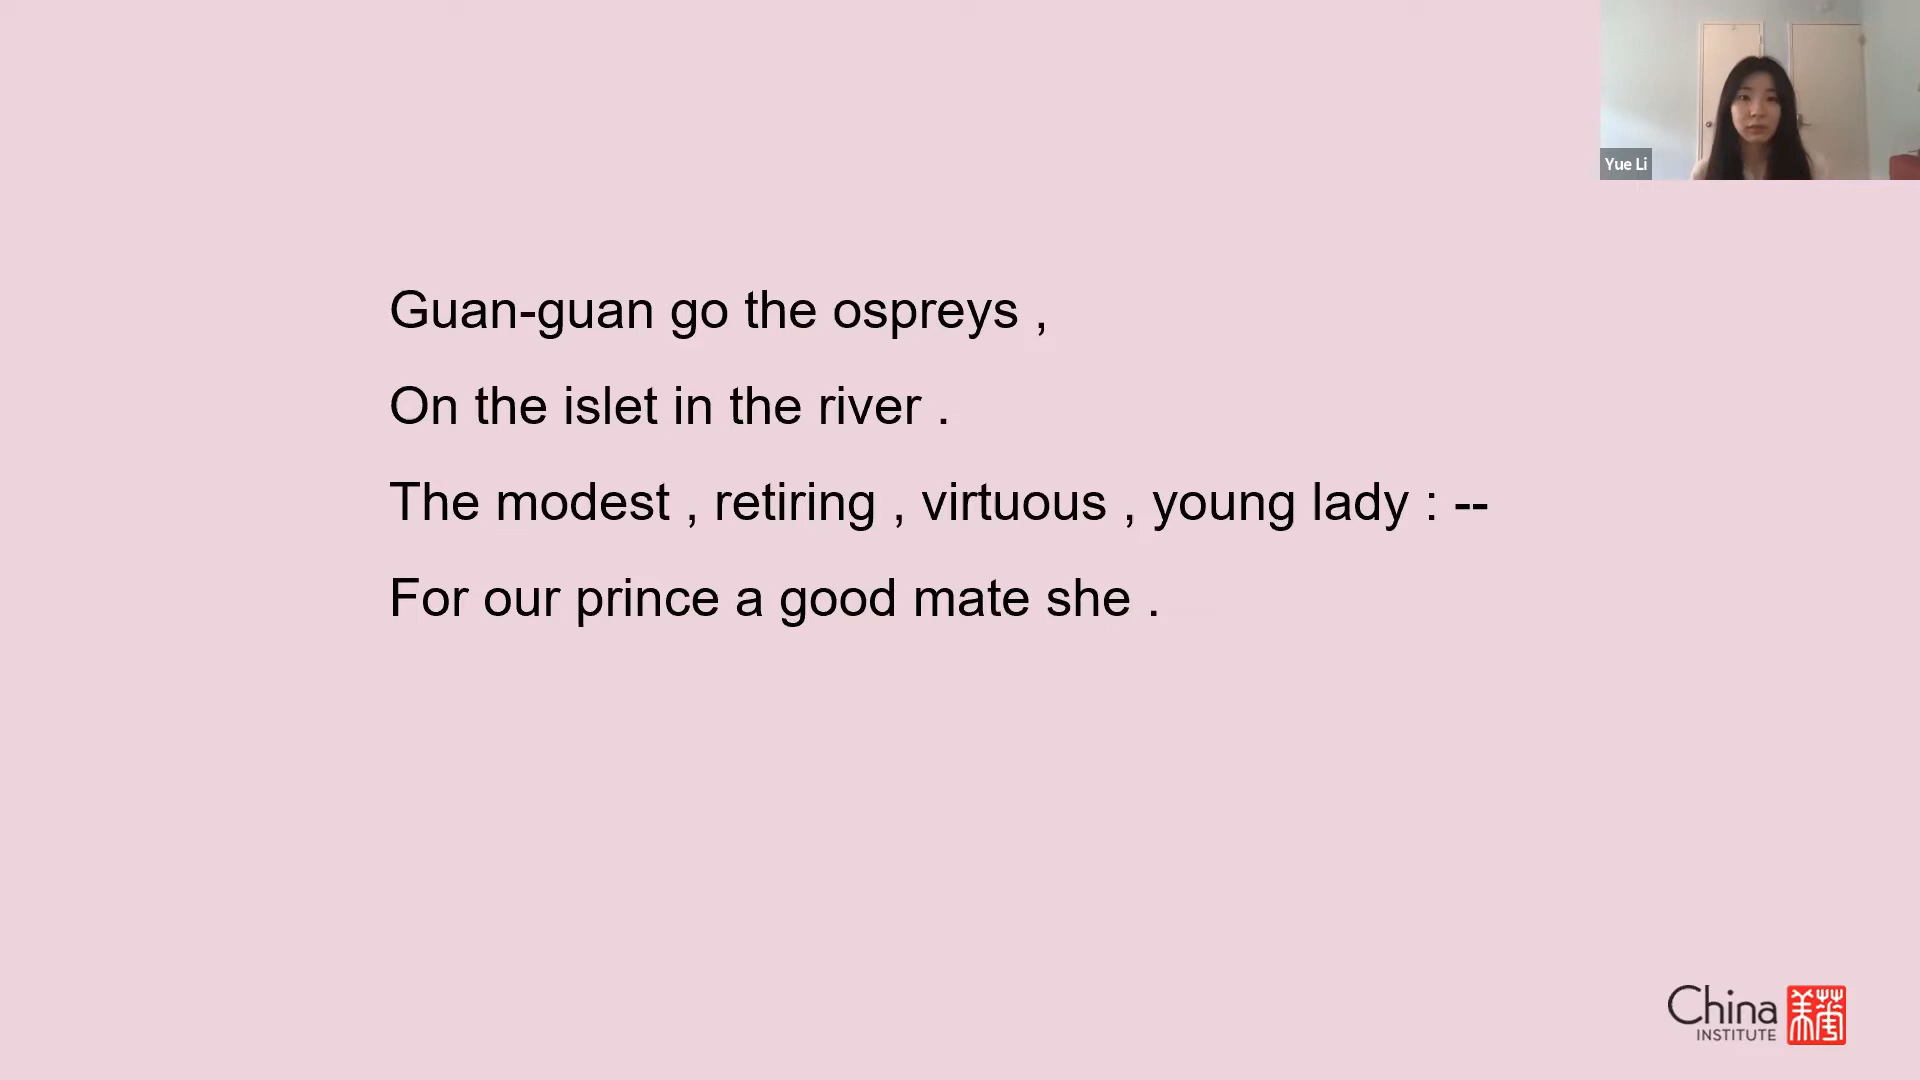 Yue Li
Guan-guan go the ospreys ,
On the islet in the river .
The modest , retiring , virtuous , young lady : --
For our prince a good mate she .
China
INSTITUTE